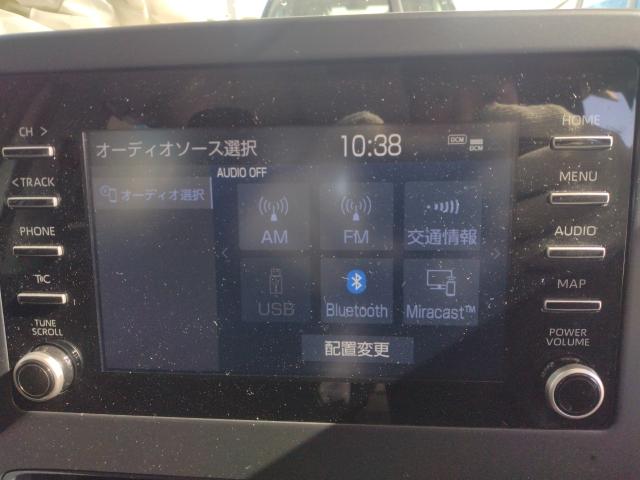 CH >
< TRACK
PHONE
T・C
TUNE
SCROLL
オーディオソース選択
10:38
DCM
DCM
AUDIO OFF
オーディオ選択
AM
FM
交通情報
USB
Bluetooth
Miracast™
配置変更
HOME
MENU
AUDIO
MAP
POWER
VOLUME